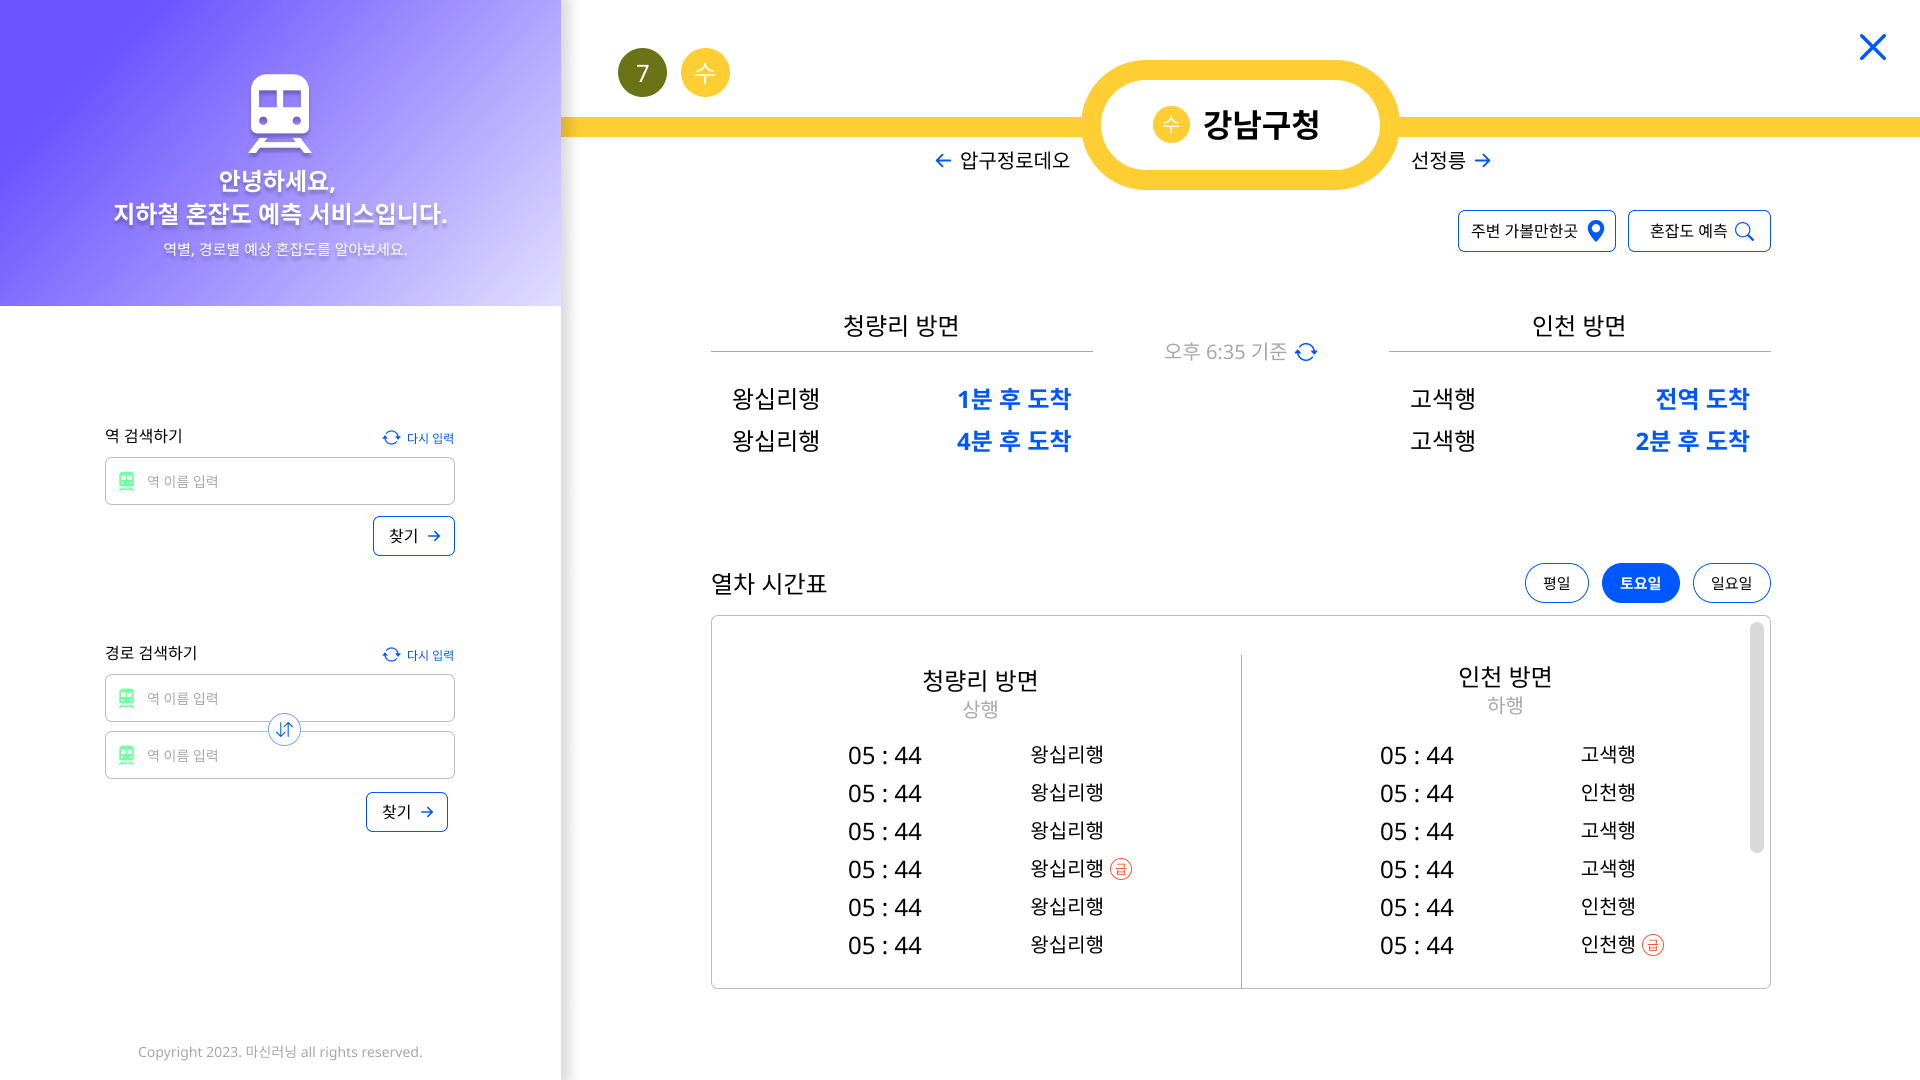 안녕하세요,
지하철 혼잡도 예측 서비스입니다.
역별, 경로별 예상 혼잡도를 알아보세요.
역 검색하기
다시 입력
역 이름 입력
찾기
경로 검색하기
다시 입력
역 이름 입력
역 이름 입력
찾기
Copyright 2023. 마신러닝 all rights reserved.
7 수
수 강남구청
← 압구정로데오
선정릉 →
주변 가볼만한곳
혼잡도 예측
청량리 방면
왕십리행 1분 후 도착
왕십리행 4분 후 도착
오후 6:35 기준
인천 방면
고색행 전역 도착
고색행 2분 후 도착
열차 시간표
평일 토요일 일요일
청량리 방면
상행
05 : 44 왕십리행
05 : 44 왕십리행
05 : 44 왕십리행
05 : 44 왕십리행 급
05 : 44 왕십리행
05 : 44 왕십리행
인천 방면
하행
05 : 44 고색행
05 : 44 인천행
05 : 44 고색행
05 : 44 고색행
05 : 44 인천행
05 : 44 인천행 급